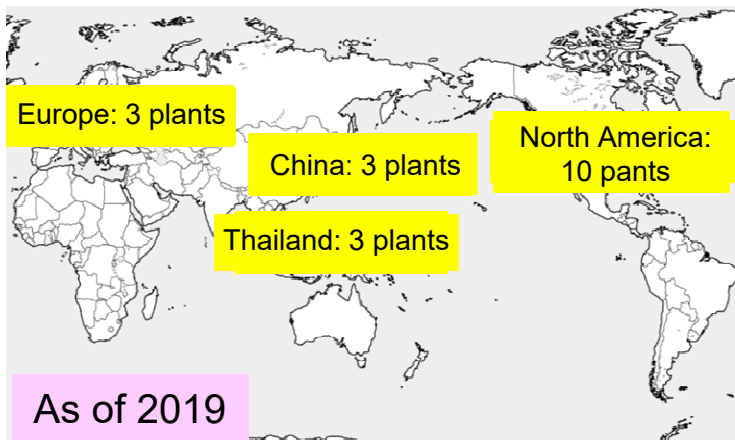 Europe: 3 plants
North America:
10 pants
China: 3 plants
Thailand: 3 plants
As of 2019